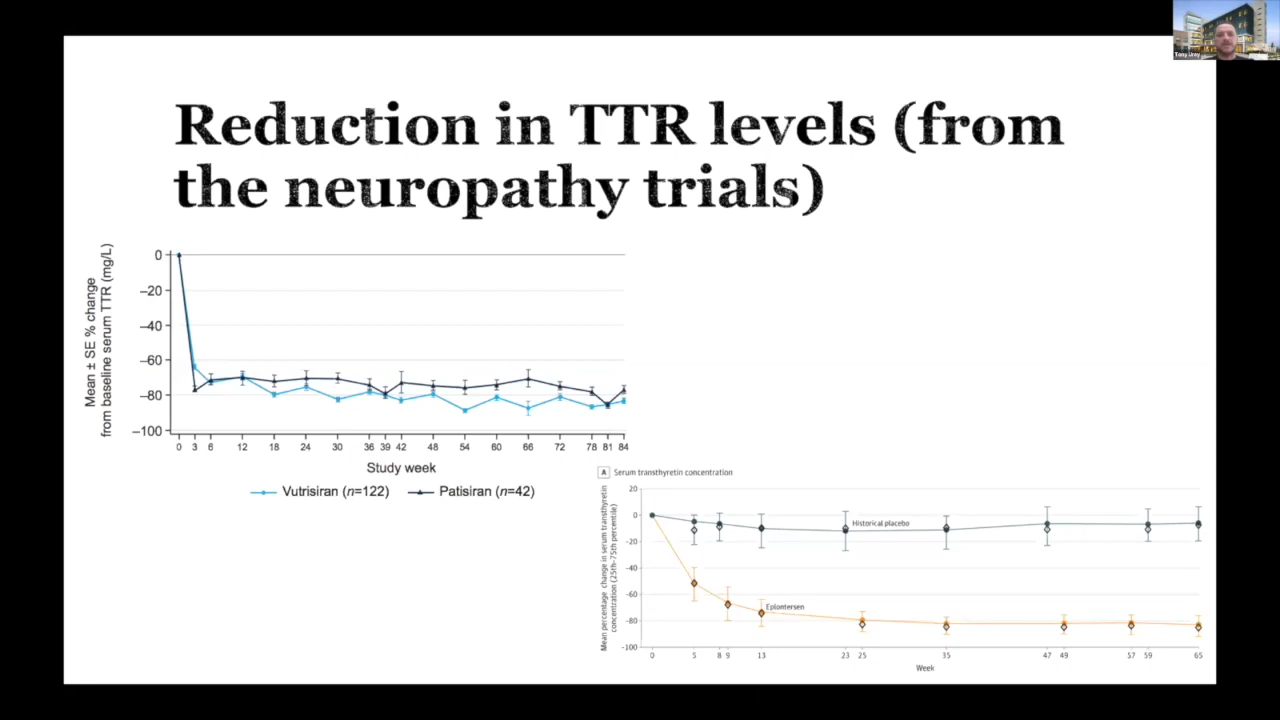 Tony Urey
Reduction in TTR levels (from
the neuropathy trials)
Mean ± SE % change
from baseline serum TTR (mg/L)
0
–20
–40
–60
–80
–100
0 3 6 12 18 24 30 36 39 42 48 54 60 66 72 78 81 84
Study week
Vutrisiran (n=122) Patisiran (n=42)
A Serum transthyretin concentration
Mean percentage change in serum transthyretin
concentration (25th-75th percentile)
20
0
-20
-40
-60
-80
-100
Historical placebo
Eplontersen
0 5 8 9 13 23 25 35 47 49 57 59 65
Week